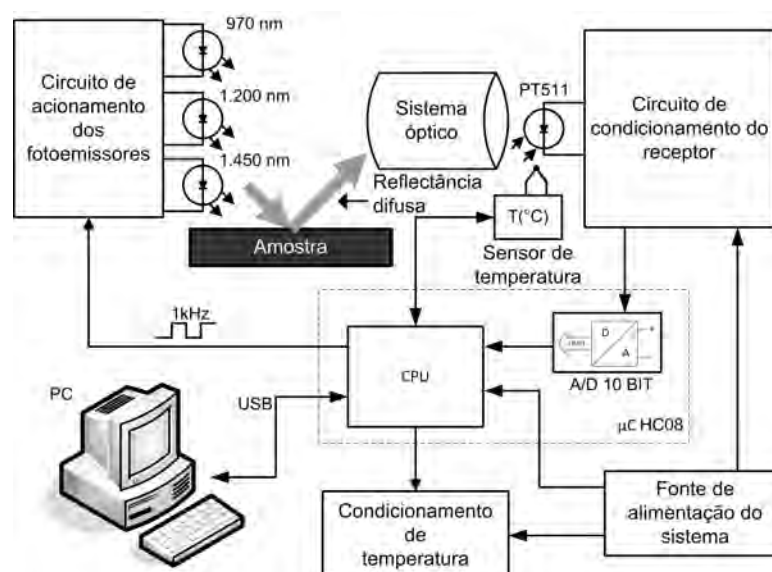 970 nm
Circuito de
acionamento
dos
fotoemissores
1.200 nm
1.450 nm
Sistema
óptico
PT511
Circuito de
condicionamento do
receptor
Reflectância
difusa
Amostra
T(°C)
Sensor de
temperatura
1kHz
CPU
D
A
A/D 10 BIT
µC HC08
PC
USB
Condicionamento
de
temperatura
Fonte de
alimentação do
sistema